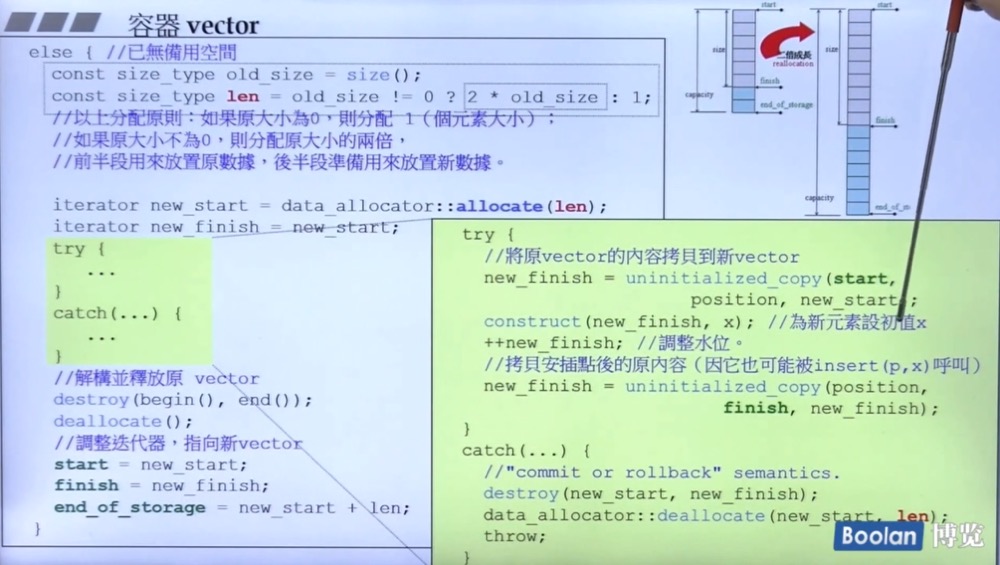 容器 vector
else { //已無備用空間
const size_type old_size = size();
const size_type len = old_size != 0 ? 2 * old_size : 1;
//以上分配原則：如果原大小為0，則分配 1（個元素大小）；
//如果原大小不為0，則分配原大小的兩倍，
//前半段用來放置原數據，後半段準備用來放置新數據。
iterator new_start = data_allocator::allocate(len);
iterator new_finish = new_start;
try {
...
}
catch(...) {
...
}
//解構並釋放原 vector
destroy(begin(), end());
deallocate();
//調整迭代器，指向新vector
start = new_start;
finish = new_finish;
end_of_storage = new_start + len;
}
try {
//將原vector的內容拷貝到新vector
new_finish = uninitialized_copy(start,
position, new_start);
construct(new_finish, x); //為新元素設初值x
++new_finish; //調整水位。
//拷貝安插點後的原內容（因它也可能被insert(p,x)呼叫）
new_finish = uninitialized_copy(position,
finish, new_finish);
}
catch(...) {
//"commit or rollback" semantics.
destroy(new_start, new_finish);
data_allocator::deallocate(new_start, len);
throw;
}
start
size
finish
capacity
end_of_storage
二倍成長
reallocation
start
size
finish
capacity
end_of_s
Boolan 博览